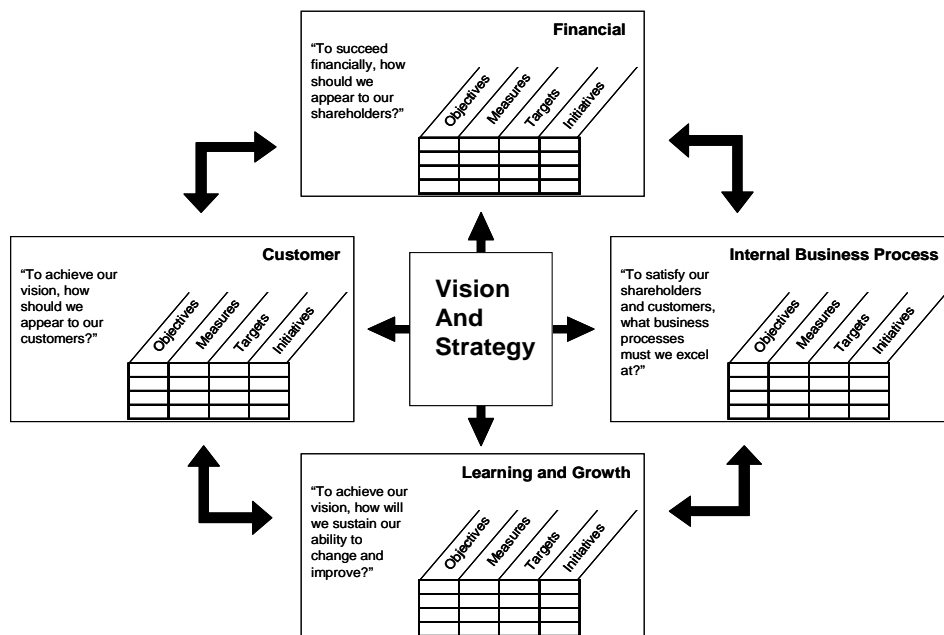 Financial
“To succeed
financially, how
should we
appear to our
shareholders?”
Objectives
Measures
Targets
Initiatives
Customer
“To achieve our
vision, how
should we
appear to our
customers?”
Objectives
Measures
Targets
Initiatives
Vision
And
Strategy
Internal Business Process
“To satisfy our
shareholders
and customers,
what business
processes
must we excel
at?”
Objectives
Measures
Targets
Initiatives
Learning and Growth
“To achieve our
vision, how will
we sustain our
ability to
change and
improve?”
Objectives
Measures
Targets
Initiatives